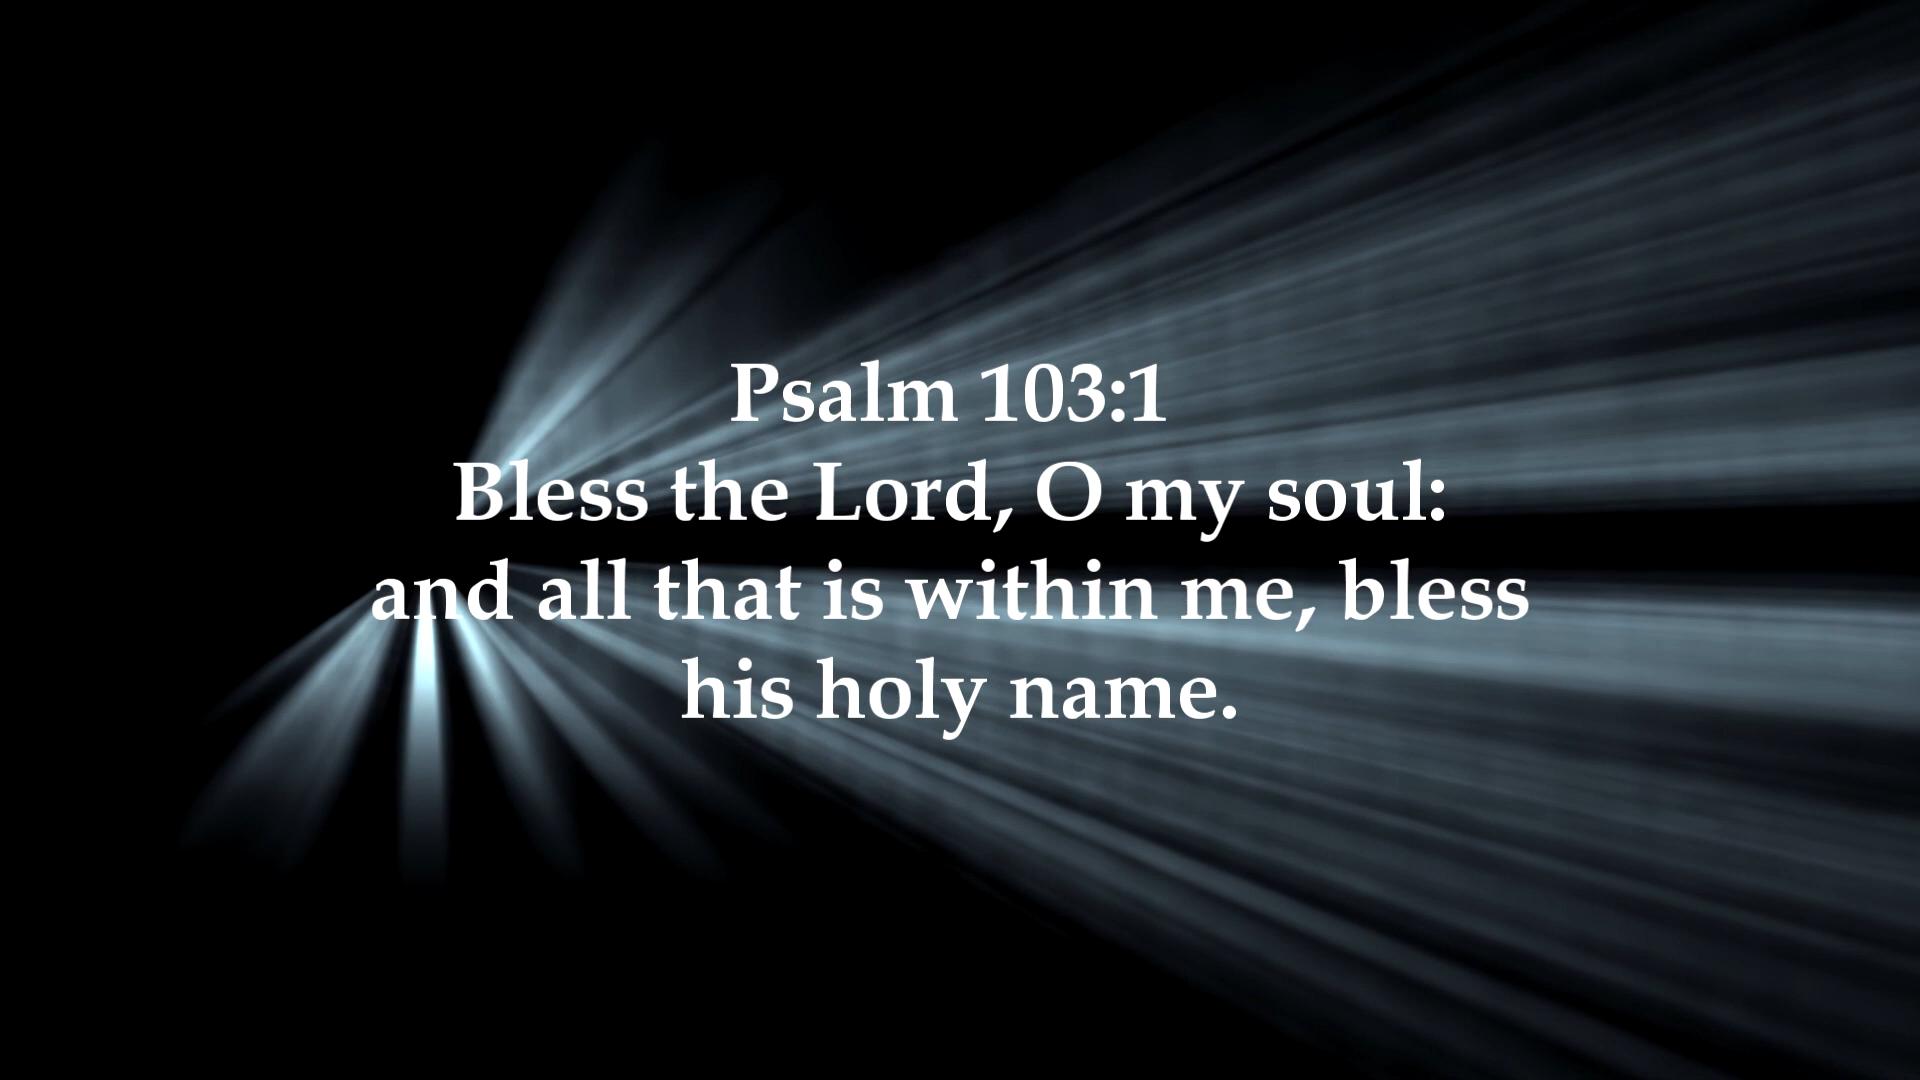 Psalm 103:1
Bless the Lord, O my soul:
and all that is within me, bless
his holy name.